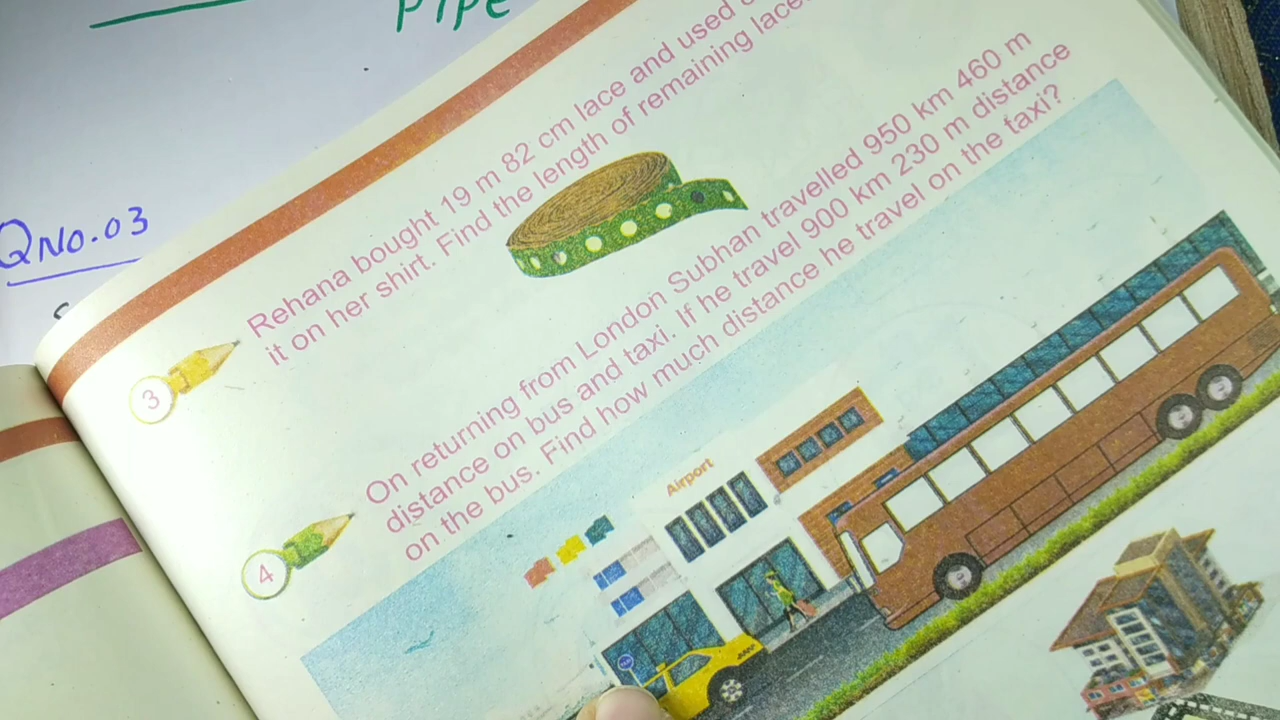 PIPE
QNO.03
3
Rehana bought 19 m 82 cm lace and used
it on her shirt. Find the length of remaining lace.
4
On returning from London Subhan travelled 950 km 460 m
distance on bus and taxi. If he travel 900 km 230 m distance
on the bus. Find how much distance he travel on the taxi?
Airport